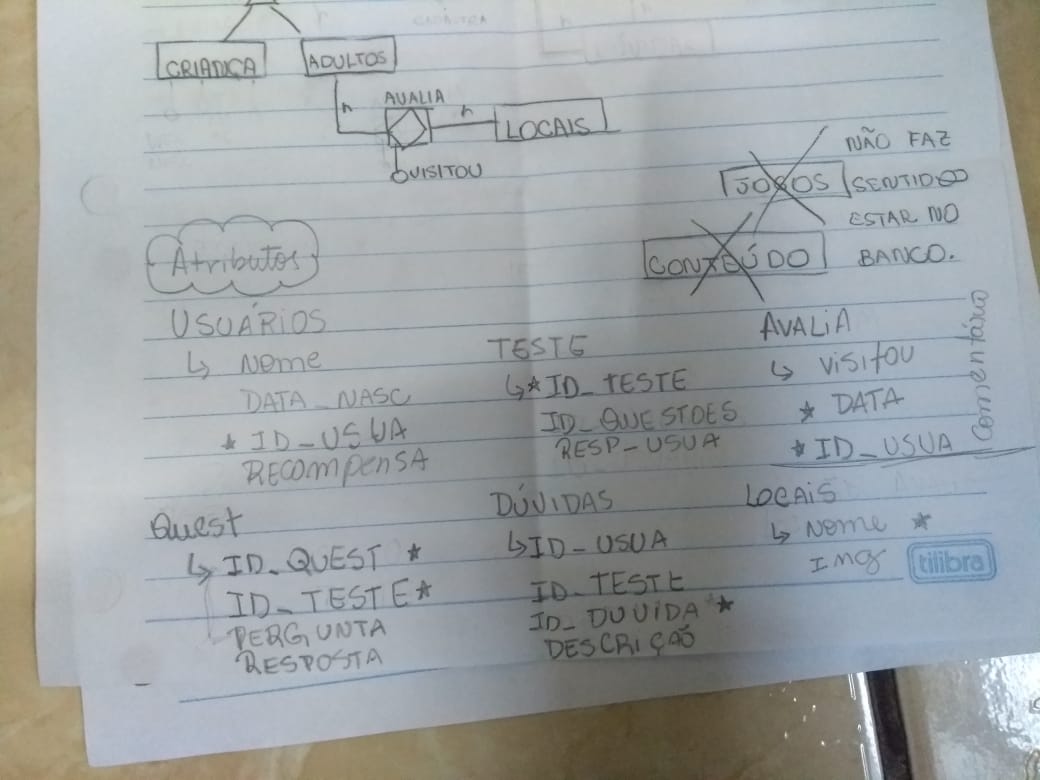 CRIANÇA
ADULTOS
n
AVALIA
n
LOCAIS
VISITOU
JOGOS
NÃO FAZ
SENTIDO
ESTAR NO
BANCO.
CONTEÚDO
Atributos
USUÁRIOS
↳ Nome
DATA_NASC
* ID_USUA
RECOMPENSA
TESTE
↳ * ID_TESTE
ID_QUESTOES
RESP_USUA
AVALIA
↳ VISITOU
* DATA
* ID_USUA
Comentário
Quest
↳ ID_QUEST *
ID_TESTE *
PERGUNTA
RESPOSTA
DÚVIDAS
↳ ID_USUA
ID_TESTE
ID_DUVIDA *
DESCRIÇÃO
LOCAIS
↳ Nome *
Img
tilibra